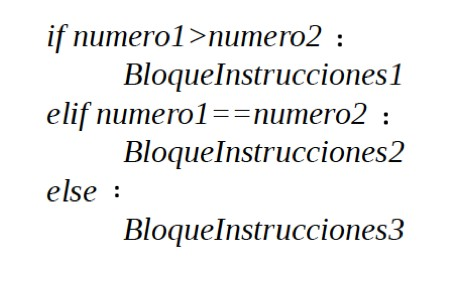 if numero1>numero2 :
BloqueInstrucciones1
elif numero1==numero2 :
BloqueInstrucciones2
else :
BloqueInstrucciones3